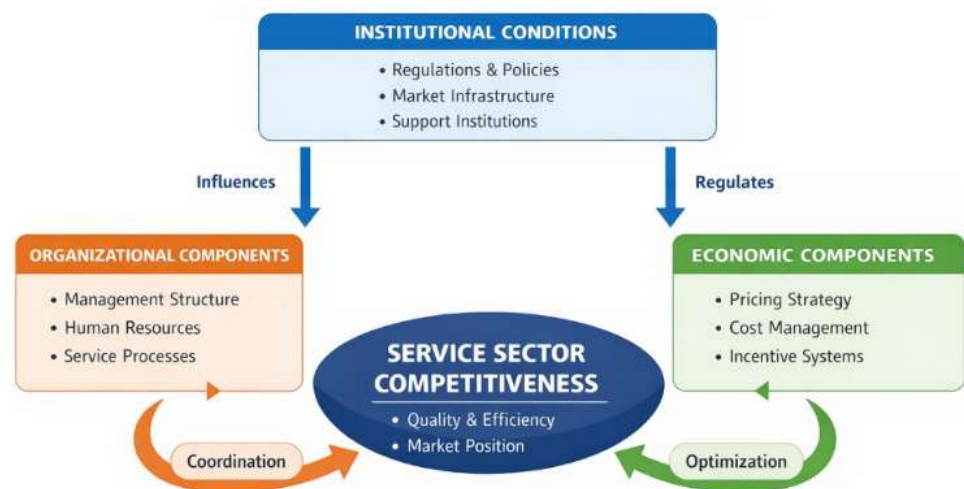 INSTITUTIONAL CONDITIONS
• Regulations & Policies
• Market Infrastructure
• Support Institutions
Influences
Regulates
ORGANIZATIONAL COMPONENTS
• Management Structure
• Human Resources
• Service Processes
ECONOMIC COMPONENTS
• Pricing Strategy
• Cost Management
• Incentive Systems
SERVICE SECTOR
COMPETITIVENESS
• Quality & Efficiency
• Market Position
Coordination
Optimization